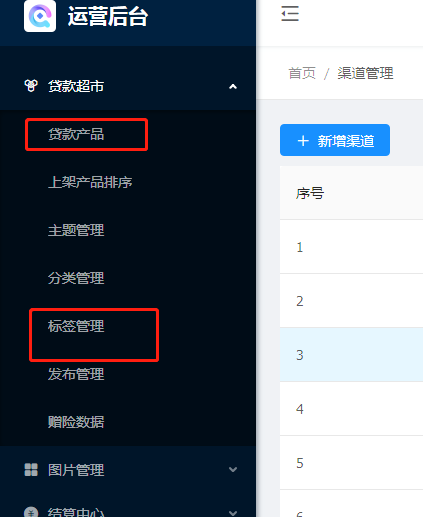 运营后台
贷款超市
贷款产品
上架产品排序
主题管理
分类管理
标签管理
发布管理
赠险数据
图片管理
结算中心
首页 / 渠道管理
+ 新增渠道
序号
1
2
3
4
5
6